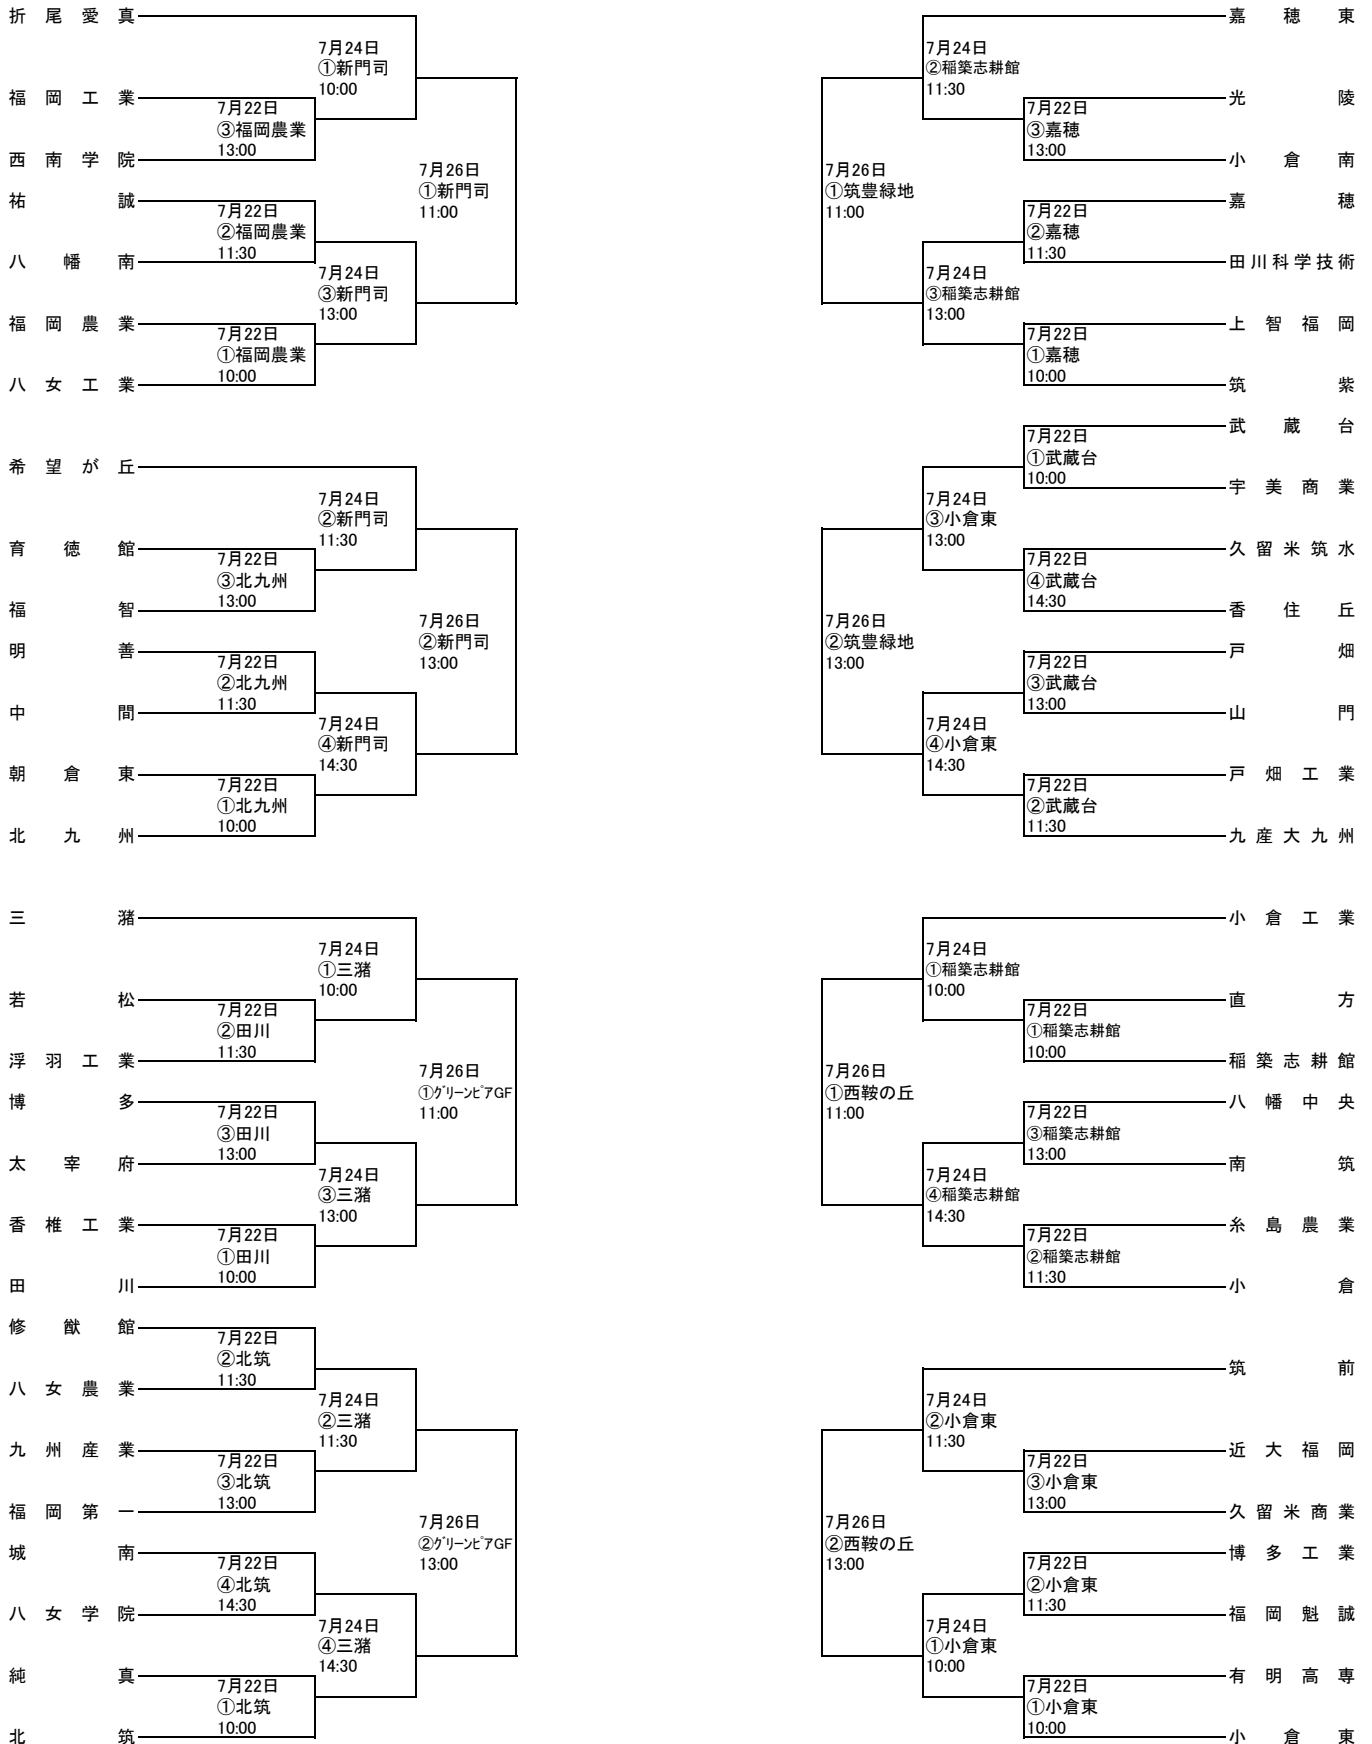 折尾愛真
7月24日
①新門司
10:00
福岡工業
7月22日
③福岡農業
13:00
西南学院
7月26日
①新門司
11:00
祐誠
7月22日
②福岡農業
11:30
八幡南
7月24日
③新門司
13:00
福岡農業
7月22日
①福岡農業
10:00
八女工業
希望が丘
7月24日
②新門司
11:30
育徳館
7月22日
③北九州
13:00
福智
7月26日
②新門司
13:00
明善
7月22日
②北九州
11:30
中間
7月24日
④新門司
14:30
朝倉東
7月22日
①北九州
10:00
北九州
三潴
7月24日
①三潴
10:00
若松
7月22日
②田川
11:30
浮羽工業
7月26日
①グリーンピアGF
11:00
博多
7月22日
③田川
13:00
太宰府
7月24日
③三潴
13:00
香椎工業
7月22日
①田川
10:00
田川
修猷館
7月22日
②北筑
11:30
八女農業
7月24日
②三潴
11:30
九州産業
7月22日
③北筑
13:00
福岡第一
7月26日
②グリーンピアGF
13:00
城南
7月22日
④北筑
14:30
八女学院
7月24日
④三潴
14:30
純真
7月22日
①北筑
10:00
北筑
嘉穂東
7月24日
②稲築志耕館
11:30
光陵
7月22日
③嘉穂
13:00
小倉南
7月26日
①筑豊緑地
11:00
嘉穂
7月22日
②嘉穂
11:30
田川科学技術
7月24日
③稲築志耕館
13:00
上智福岡
7月22日
①嘉穂
10:00
筑紫
武蔵台
7月22日
①武蔵台
10:00
宇美商業
7月24日
③小倉東
13:00
久留米筑水
7月22日
④武蔵台
14:30
香住丘
7月26日
②筑豊緑地
13:00
戸畑
7月22日
③武蔵台
13:00
山門
7月24日
④小倉東
14:30
戸畑工業
7月22日
②武蔵台
11:30
九産大九州
小倉工業
7月24日
①稲築志耕館
10:00
直方
7月22日
①稲築志耕館
10:00
稲築志耕館
7月26日
①西鞍の丘
11:00
八幡中央
7月22日
③稲築志耕館
13:00
南筑
7月24日
④稲築志耕館
14:30
糸島農業
7月22日
②稲築志耕館
11:30
小倉
筑前
7月24日
②小倉東
11:30
近大福岡
7月22日
③小倉東
13:00
久留米商業
7月26日
②西鞍の丘
13:00
博多工業
7月22日
②小倉東
11:30
福岡魁誠
7月24日
①小倉東
10:00
有明高専
7月22日
①小倉東
10:00
小倉東